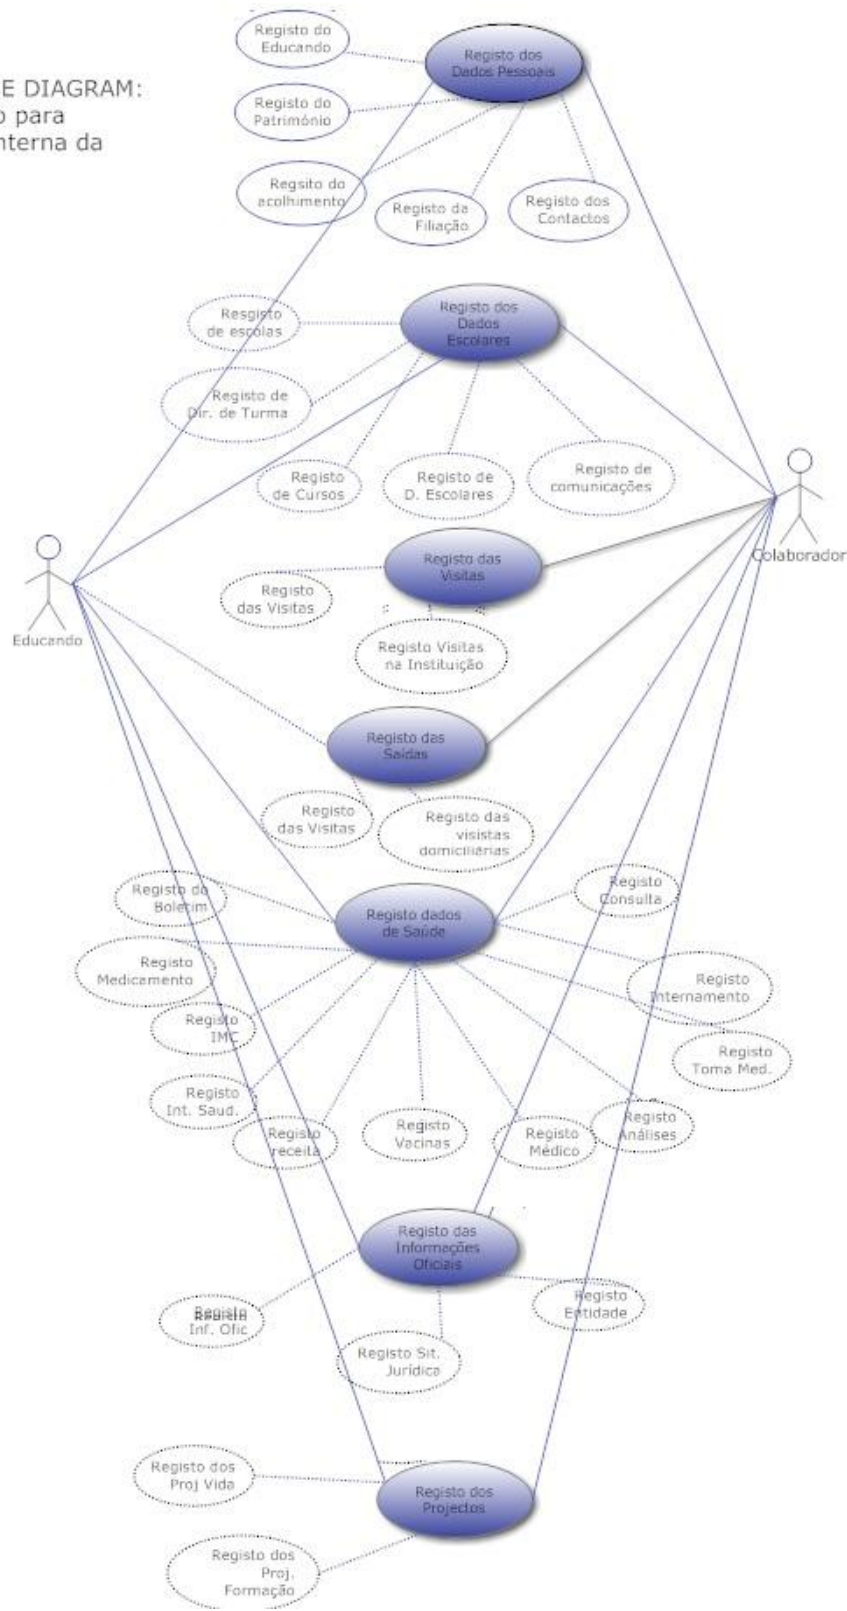 Registo do
Educando
Registo dos
Dados Pessoais
E DIAGRAM:
o para
nterna da
Registo do
Património
Regsito do
acolhimento
Registo da
Filiação
Registo dos
Contactos
Resgisto
de escolas
Registo dos
Dados
Escolares
Registo de
Dir. de Turma
Registo
de Cursos
Registo de
D. Escolares
Registo de
comunicações
Colaborador
Registo das
Visitas
Registo
das Visitas
Educando
Registo Visitas
na Instituição
Registo das
Saídas
Registo
das Visitas
Registo das
visistas
domiciliárias
Registo do
Boletim
Registo dados
de Saúde
Registo
Consulta
Registo
Medicamento
Registo
Internamento
Registo
IMC
Registo
Toma Med.
Registo
Int. Saud.
Registo
receita
Registo
Vacinas
Registo
Médico
Registo
Análises
Registo das
Informações
Oficiais
Registo
Entidade
Inf. Ofic
Registo Sit.
Jurídica
Registo dos
Proj Vida
Registo dos
Projectos
Registo dos
Proj.
Formação